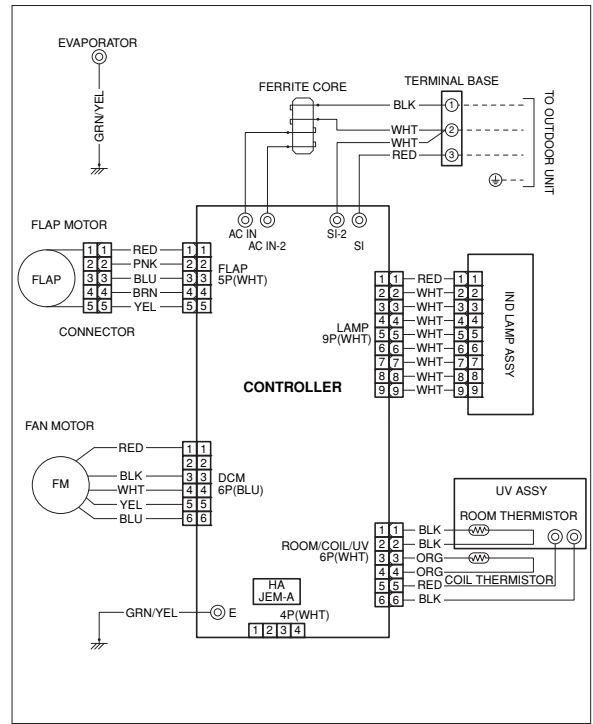 EVAPORATOR
GRN/YEL
FERRITE CORE
TERMINAL BASE
BLK
1
WHT
2
WHT
RED
3
TO OUTDOOR UNIT
AC IN
AC IN-2
SI-2
SI
FLAP MOTOR
FLAP
1 1 RED 1 1
2 2 PNK 2 2
3 3 BLU 3 3
4 4 BRN 4 4
5 5 YEL 5 5
FLAP
5P(WHT)
CONNECTOR
LAMP
9P(WHT)
1 1 RED 1 1
2 2 WHT 2 2
3 3 WHT 3 3
4 4 WHT 4 4
5 5 WHT 5 5
6 6 WHT 6 6
7 7 WHT 7 7
8 8 WHT 8 8
9 9 WHT 9 9
IND LAMP ASSY
CONTROLLER
FAN MOTOR
FM
RED 1 1
2 2
BLK 3 3
WHT 4 4
YEL 5 5
BLU 6 6
DCM
6P(BLU)
UV ASSY
ROOM THERMISTOR
ROOM/COIL/UV
6P(WHT)
1 1 BLK
2 2 BLK
3 3 ORG
4 4 ORG
5 5 RED
6 6 BLK
COIL THERMISTOR
HA
JEM-A
GRN/YEL
E
4P(WHT)
1 2 3 4